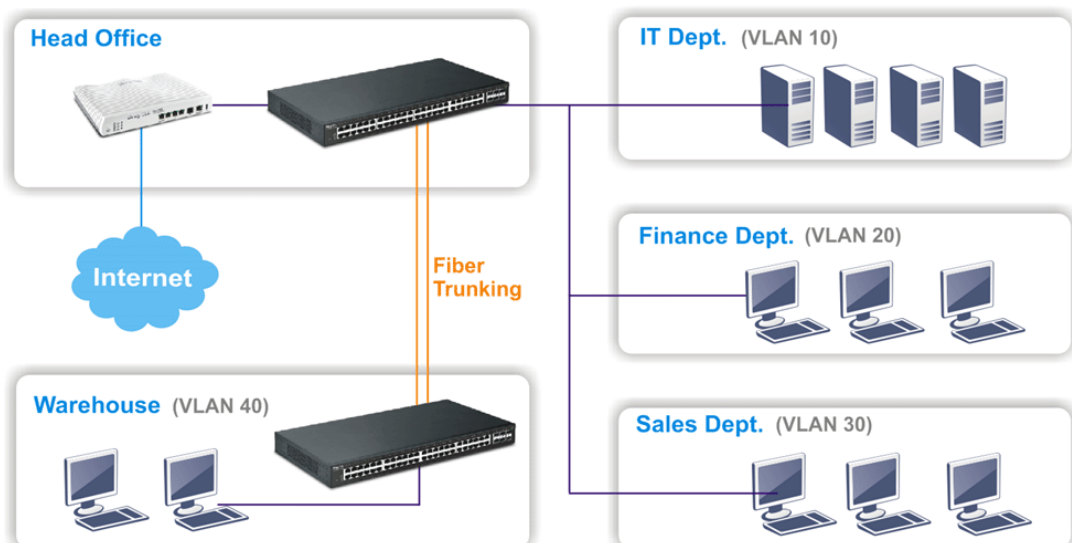 Head Office
IT Dept. (VLAN 10)
Internet
Fiber
Trunking
Finance Dept. (VLAN 20)
Warehouse (VLAN 40)
Sales Dept. (VLAN 30)